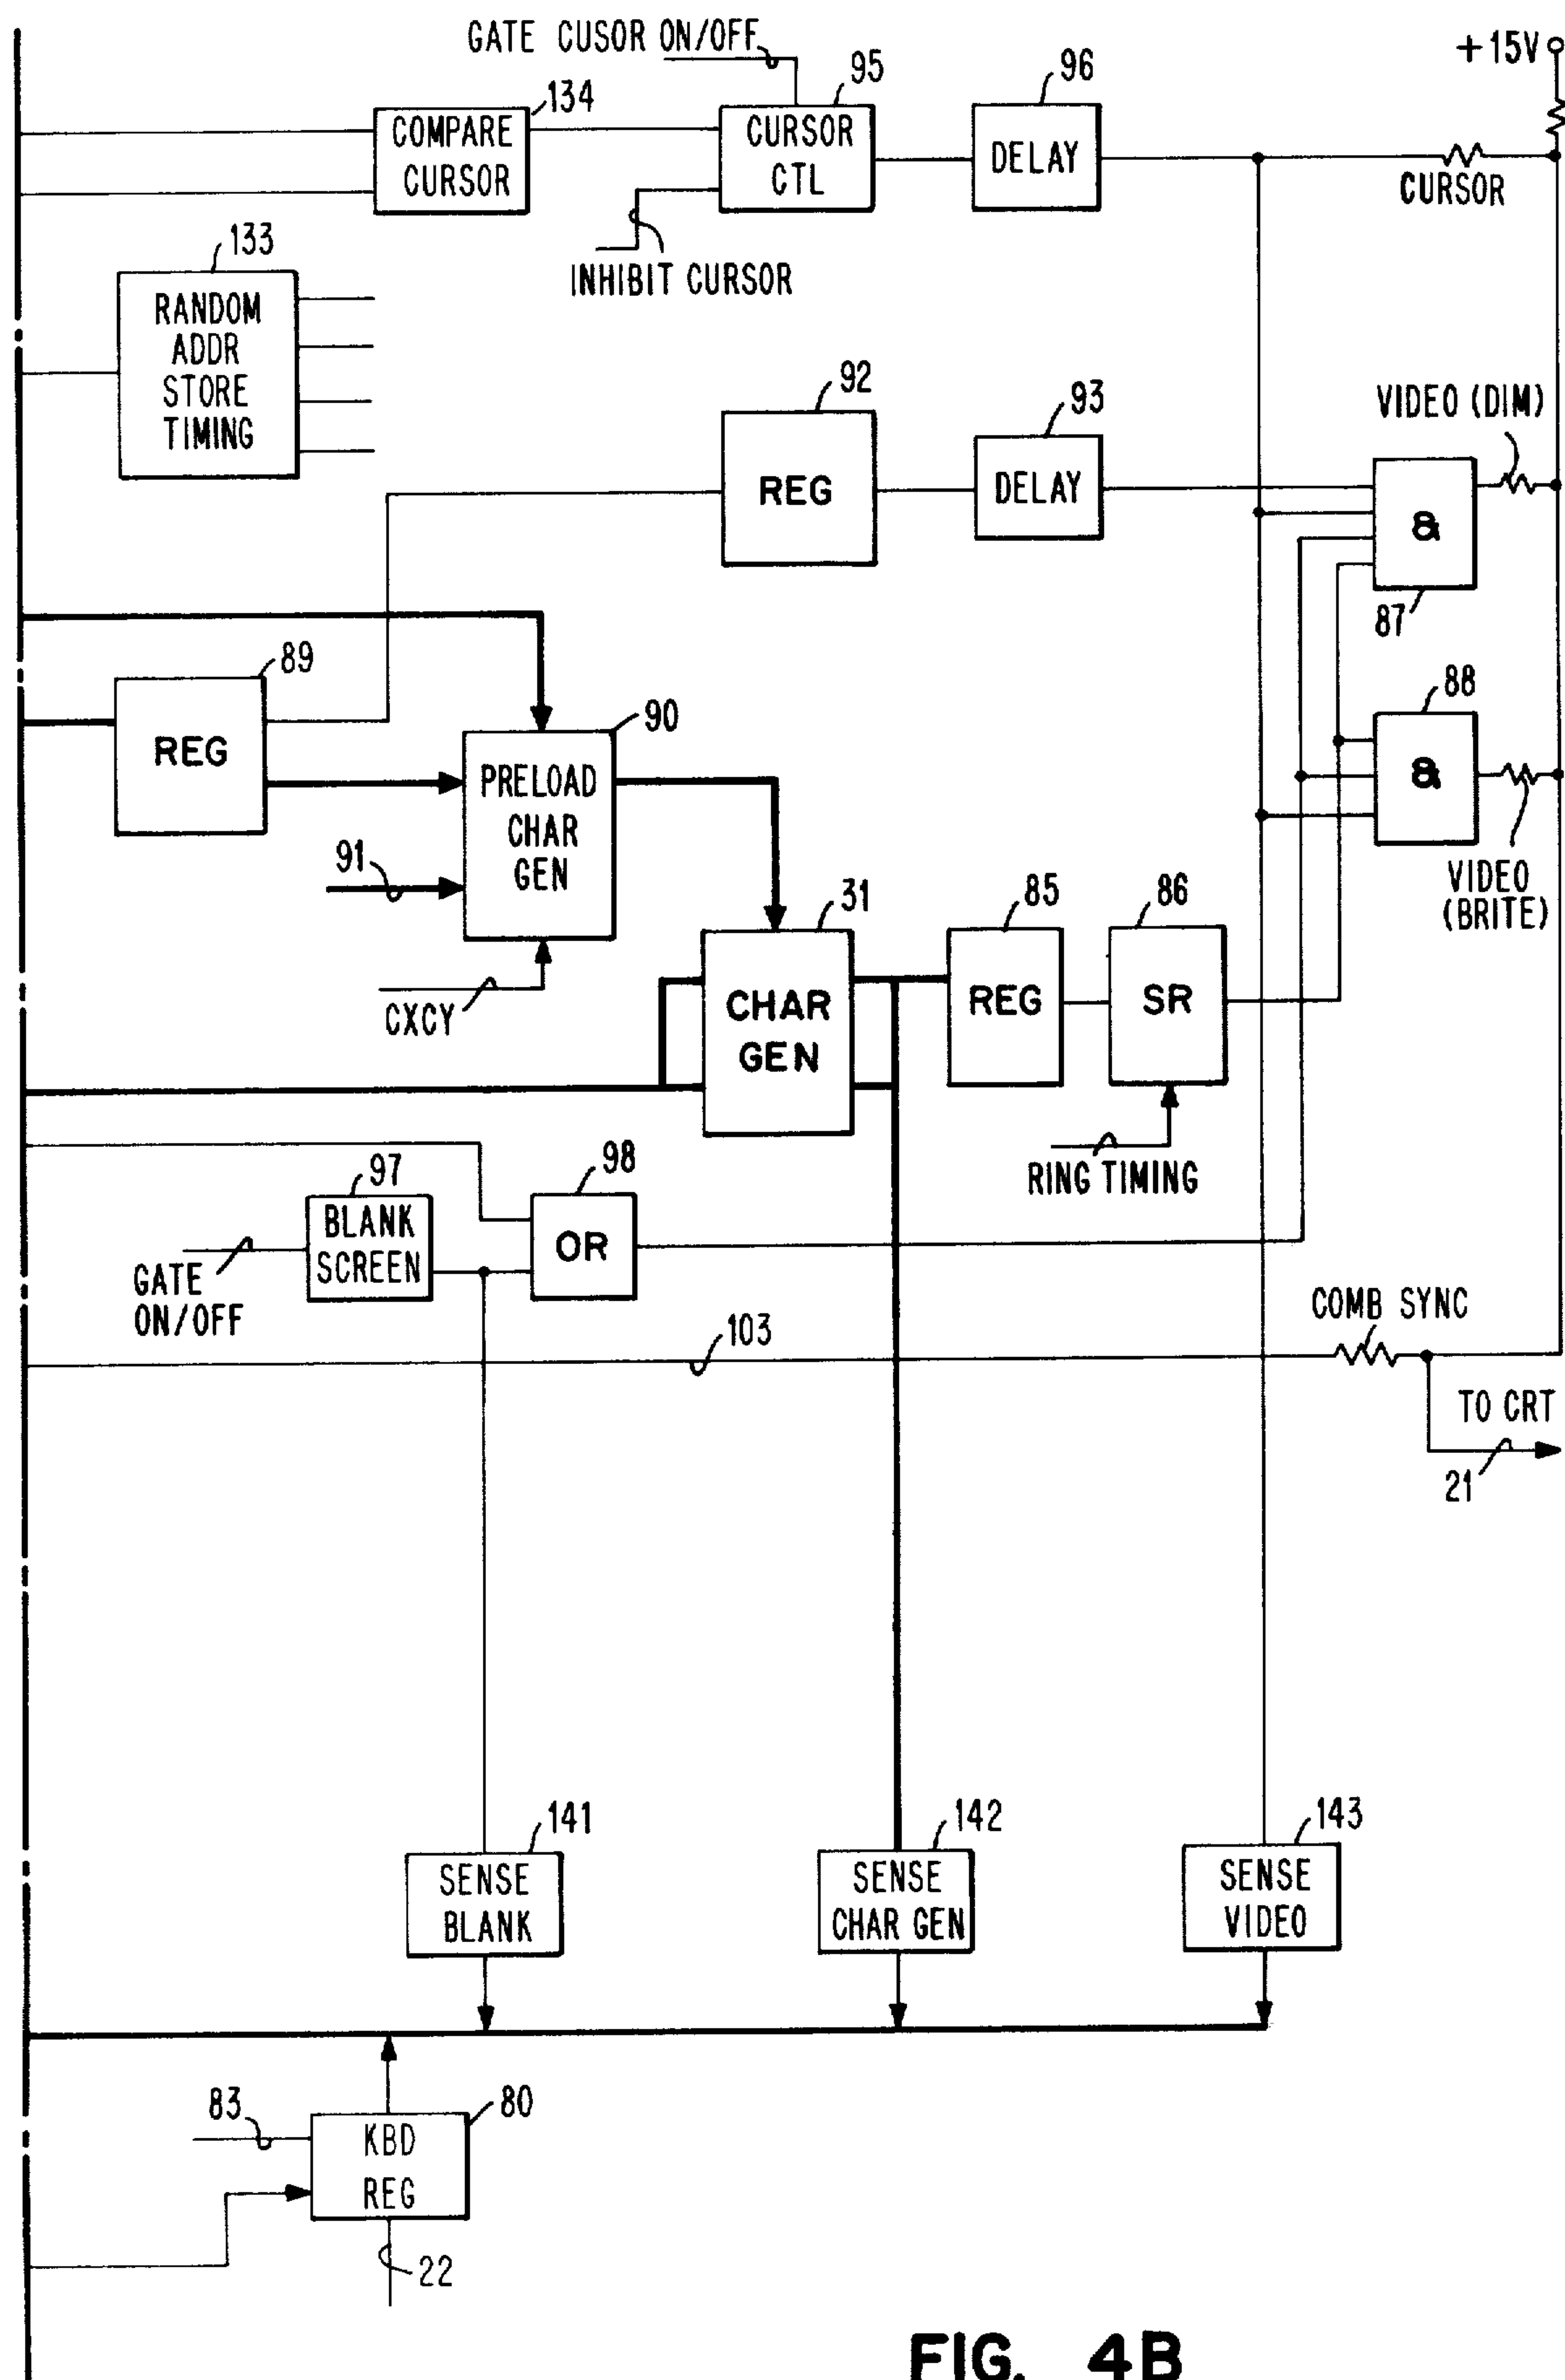 GATE CUSOR ON/OFF
95
96
+15V
134
COMPARE
CURSOR
CURSOR
CTL
DELAY
CURSOR
INHIBIT CURSOR
133
RANDOM
ADDR
STORE
TIMING
92
REG
93
DELAY
VIDEO (DIM)
&
87
89
REG
90
PRELOAD
CHAR
GEN
91
CXCY
88
&
VIDEO
(BRITE)
31
CHAR
GEN
85
REG
86
SR
RING TIMING
97
BLANK
SCREEN
98
OR
GATE
ON/OFF
103
COMB SYNC
TO CRT
21
141
SENSE
BLANK
142
SENSE
CHAR GEN
143
SENSE
VIDEO
83
80
KBD
REG
22
FIG. 4B